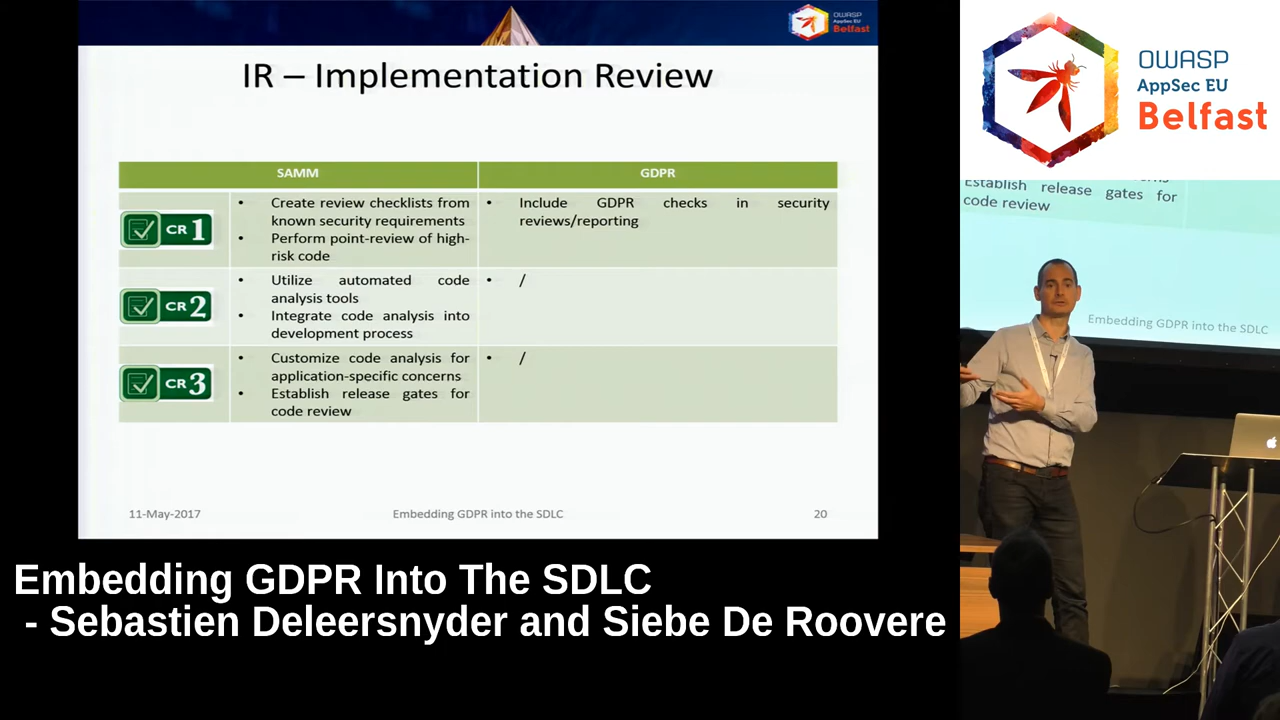 OWASP
AppSec EU
Belfast
IR – Implementation Review
SAMM
GDPR
CR 1
• Create review checklists from
known security requirements
• Perform point-review of high-
risk code
• Include GDPR checks in security
reviews/reporting
CR 2
• Utilize automated code
analysis tools
• Integrate code analysis into
development process
• /
CR 3
• Customize code analysis for
application-specific concerns
• Establish release gates for
code review
• /
11-May-2017
Embedding GDPR into the SDLC
20
OWASP
AppSec EU
Belfast
Establish release gates for
code review
Embedding GDPR into the SDLC
Embedding GDPR Into The SDLC
- Sebastien Deleersnyder and Siebe De Roovere